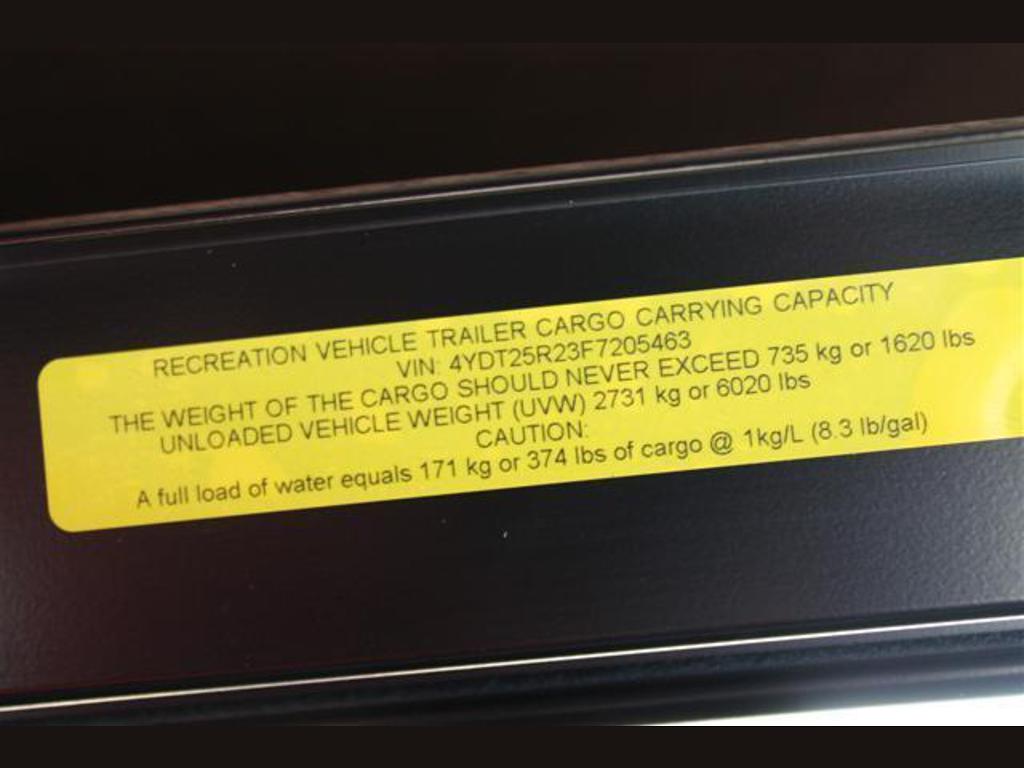 RECREATION VEHICLE TRAILER CARGO CARRYING CAPACITY
VIN: 4YDT25R23F7205463
THE WEIGHT OF THE CARGO SHOULD NEVER EXCEED 735 kg or 1620 lbs
UNLOADED VEHICLE WEIGHT (UVW) 2731 kg or 6020 lbs
CAUTION:
A full load of water equals 171 kg or 374 lbs of cargo @ 1kg/L (8.3 lb/gal)